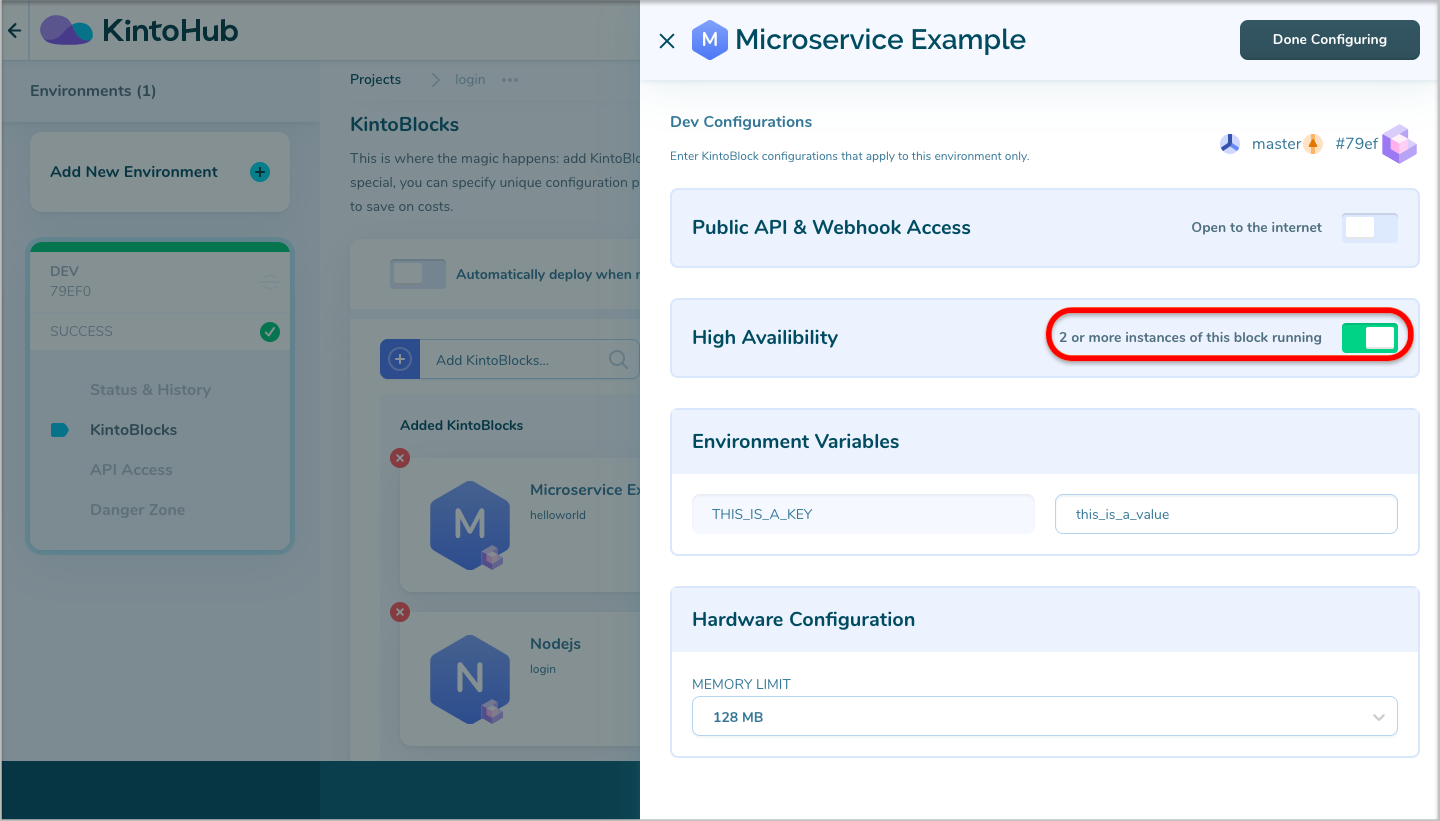 KintoHub
Environments (1)
Add New Environment
DEV
79EF0
SUCCESS
Status & History
KintoBlocks
API Access
Danger Zone
Projects
login
KintoBlocks
This is where the magic happens: add KintoBlo
special, you can specify unique configuration p
to save on costs.
Automatically deploy when
Add KintoBlocks...
Added KintoBlocks
M
Microservice Ex
helloworld
N
Nodejs
login
M
Microservice Example
Done Configuring
Dev Configurations
Enter KintoBlock configurations that apply to this environment only.
master
#79ef
Public API & Webhook Access
Open to the internet
High Availibility
2 or more instances of this block running
Environment Variables
THIS_IS_A_KEY
this_is_a_value
Hardware Configuration
MEMORY LIMIT
128 MB